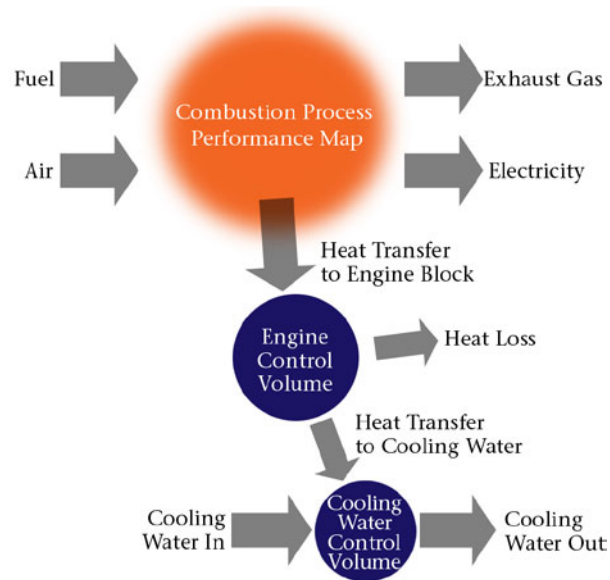 Fuel
Air
Combustion Process
Performance Map
Exhaust Gas
Electricity
Heat Transfer
to Engine Block
Engine
Control
Volume
Heat Loss
Heat Transfer
to Cooling Water
Cooling
Water In
Cooling
Water
Control
Volume
Cooling
Water Out